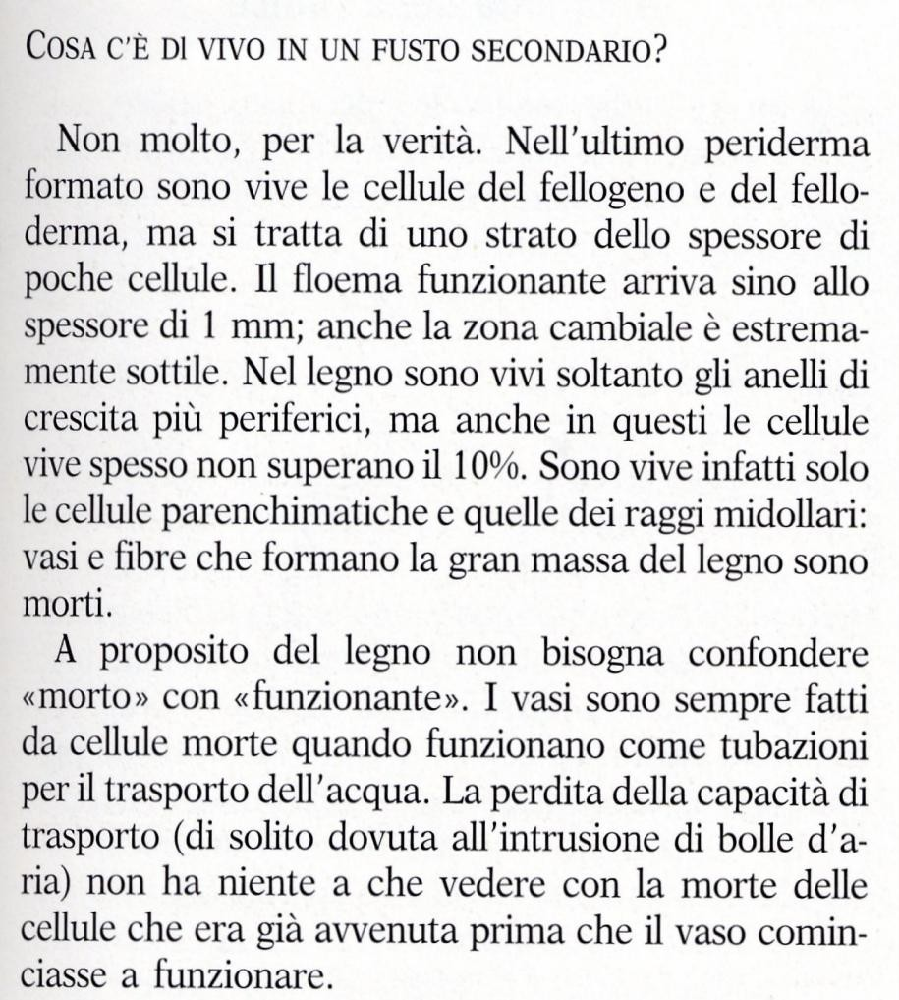 COSA C'È DI VIVO IN UN FUSTO SECONDARIO?
Non molto, per la verità. Nell'ultimo periderma
formato sono vive le cellule del fellogeno e del fello-
derma, ma si tratta di uno strato dello spessore di
poche cellule. Il floema funzionante arriva sino allo
spessore di 1 mm; anche la zona cambiale è estrema-
mente sottile. Nel legno sono vivi soltanto gli anelli di
crescita più periferici, ma anche in questi le cellule
vive spesso non superano il 10%. Sono vive infatti solo
le cellule parenchimatiche e quelle dei raggi midollari:
vasi e fibre che formano la gran massa del legno sono
morti.
A proposito del legno non bisogna confondere
«morto» con «funzionante». I vasi sono sempre fatti
da cellule morte quando funzionano come tubazioni
per il trasporto dell'acqua. La perdita della capacità di
trasporto (di solito dovuta all'intrusione di bolle d'a-
ria) non ha niente a che vedere con la morte delle
cellule che era già avvenuta prima che il vaso comin-
ciasse a funzionare.